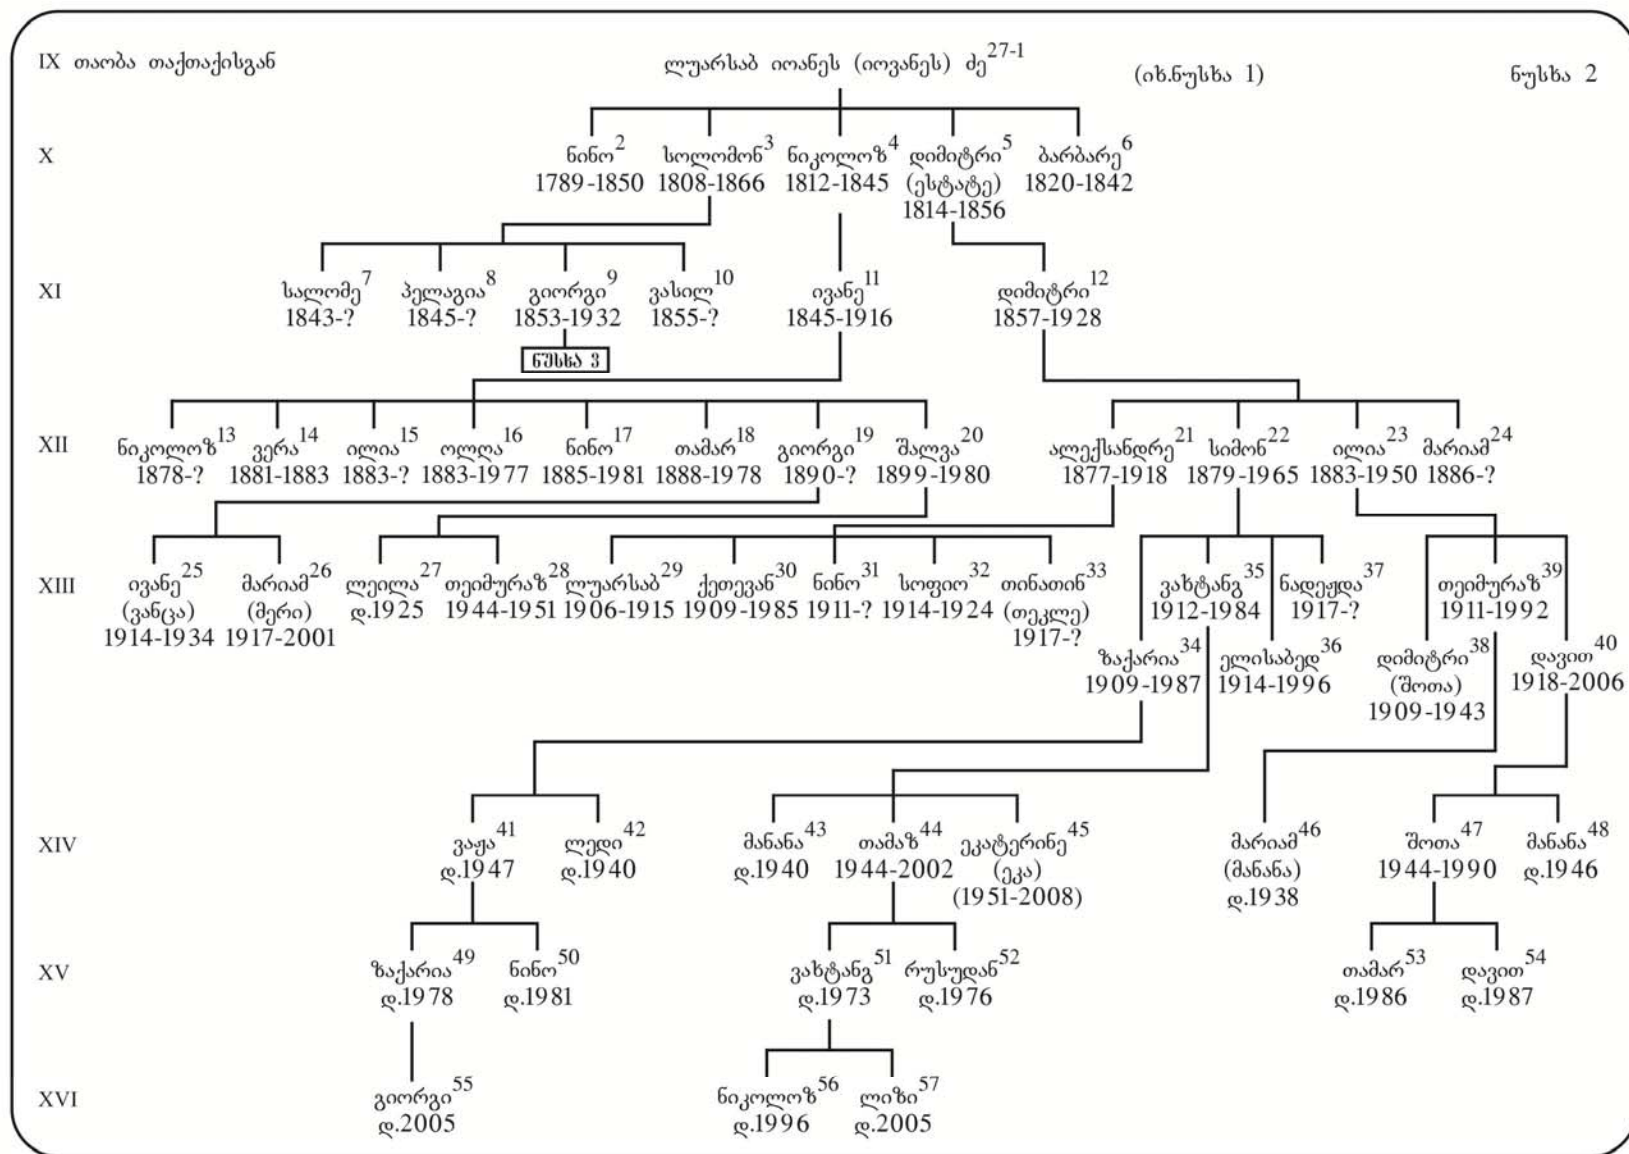 IX თაობა თაქთაქისგან ლუარსაბ იოანეს (იოვანეს) ძე27-1 (იხ.ნუსხა 1) ნუსხა 2
X ნინო2 სოლომონ3 ნიკოლოზ4 დიმიტრი5 ბარბარე6
1789-1850 1808-1866 1812-1845 (ესტატე) 1820-1842
1814-1856
XI სალომე7 პელაგია8 გიორგი9 ვასილ10 ივანე11 დიმიტრი12
1843-? 1845-? 1853-1932 1855-? 1845-1916 1857-1928
ნუსხა 3
XII ნიკოლოზ13 ვერა14 ილია15 ოლღა16 ნინო17 თამარ18 გიორგი19 შალვა20 ალექსანდრე21 სიმონ22 ილია23 მარიამ24
1878-? 1881-1883 1883-? 1883-1977 1885-1981 1888-1978 1890-? 1899-1980 1877-1918 1879-1965 1883-1950 1886-?
XIII ივანე25 მარიამ26 ლეილა27 თეიმურაზ28 ლუარსაბ29 ქეთევან30 ნინო31 სოფიო32 თინათინ33 ვახტანგ35 ნადეჟდა37 თეიმურაზ39
(ვანცა) (მერი) დ.1925 1944-1951 1906-1915 1909-1985 1911-? 1914-1924 (თეკლე) 1912-1984 1917-? 1911-1992
1914-1934 1917-2001 1917-?
ზაქარია34 ელისაბედ36 დიმიტრი38 დავით40
1909-1987 1914-1996 (შოთა) 1918-2006
1909-1943
XIV ვაჟა41 ლედი42 მანანა43 თამაზ44 ეკატერინე45 მარიამ46 შოთა47 მანანა48
დ.1947 დ.1940 დ.1940 1944-2002 (ეკა) (მანანა) 1944-1990 დ.1946
(1951-2008) დ.1938
XV ზაქარია49 ნინო50 ვახტანგ51 რუსუდან52 თამარ53 დავით54
დ.1978 დ.1981 დ.1973 დ.1976 დ.1986 დ.1987
XVI გიორგი55 ნიკოლოზ56 ლიზი57
დ.2005 დ.1996 დ.2005